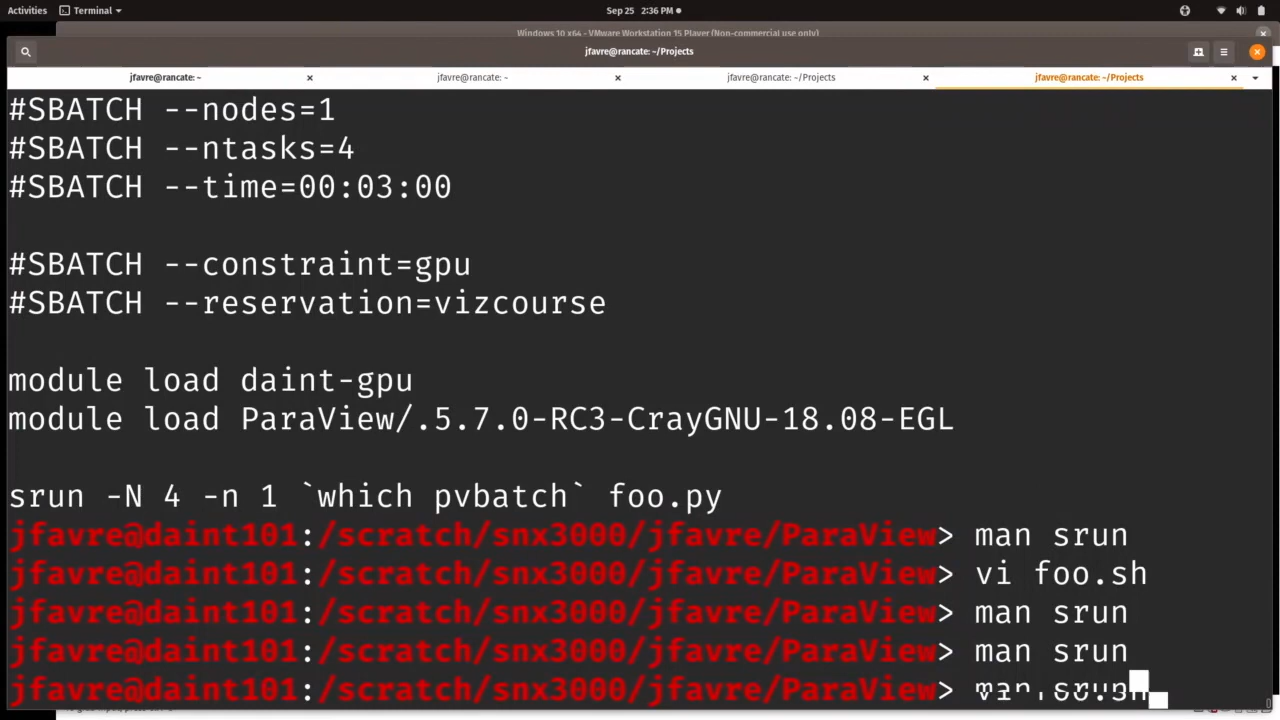 Activities Terminal Sep 25 2:36 PM
Windows 10 x64 - VMware Workstation 15 Player (Non-commercial use only)
jfavre@rancate: ~/Projects
jfavre@rancate: ~ jfavre@rancate: ~ jfavre@rancate: ~/Projects jfavre@rancate: ~/Projects
#SBATCH --nodes=1
#SBATCH --ntasks=4
#SBATCH --time=00:03:00
#SBATCH --constraint=gpu
#SBATCH --reservation=vizcourse
module load daint-gpu
module load ParaView/.5.7.0-RC3-CrayGNU-18.08-EGL
srun -N 4 -n 1 `which pvbatch` foo.py
jfavre@daint101:/scratch/snx3000/jfavre/ParaView> man srun
jfavre@daint101:/scratch/snx3000/jfavre/ParaView> vi foo.sh
jfavre@daint101:/scratch/snx3000/jfavre/ParaView> man srun
jfavre@daint101:/scratch/snx3000/jfavre/ParaView> man srun
jfavre@daint101:/scratch/snx3000/jfavre/ParaView>